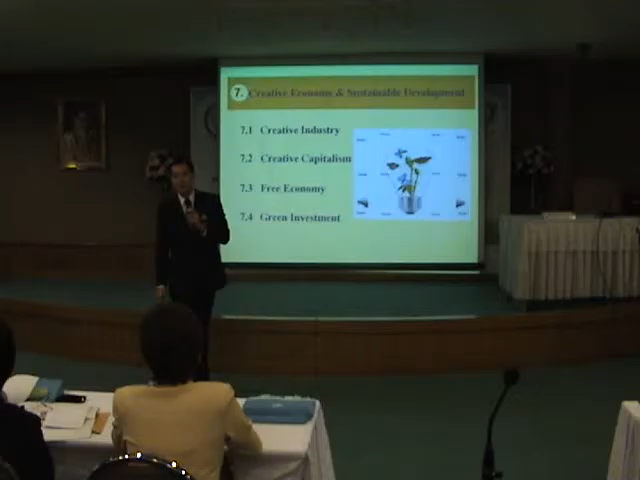 7. Creative Economy & Sustainable Development
7.1 Creative Industry
7.2 Creative Capitalism
7.3 Free Economy
7.4 Green Investment